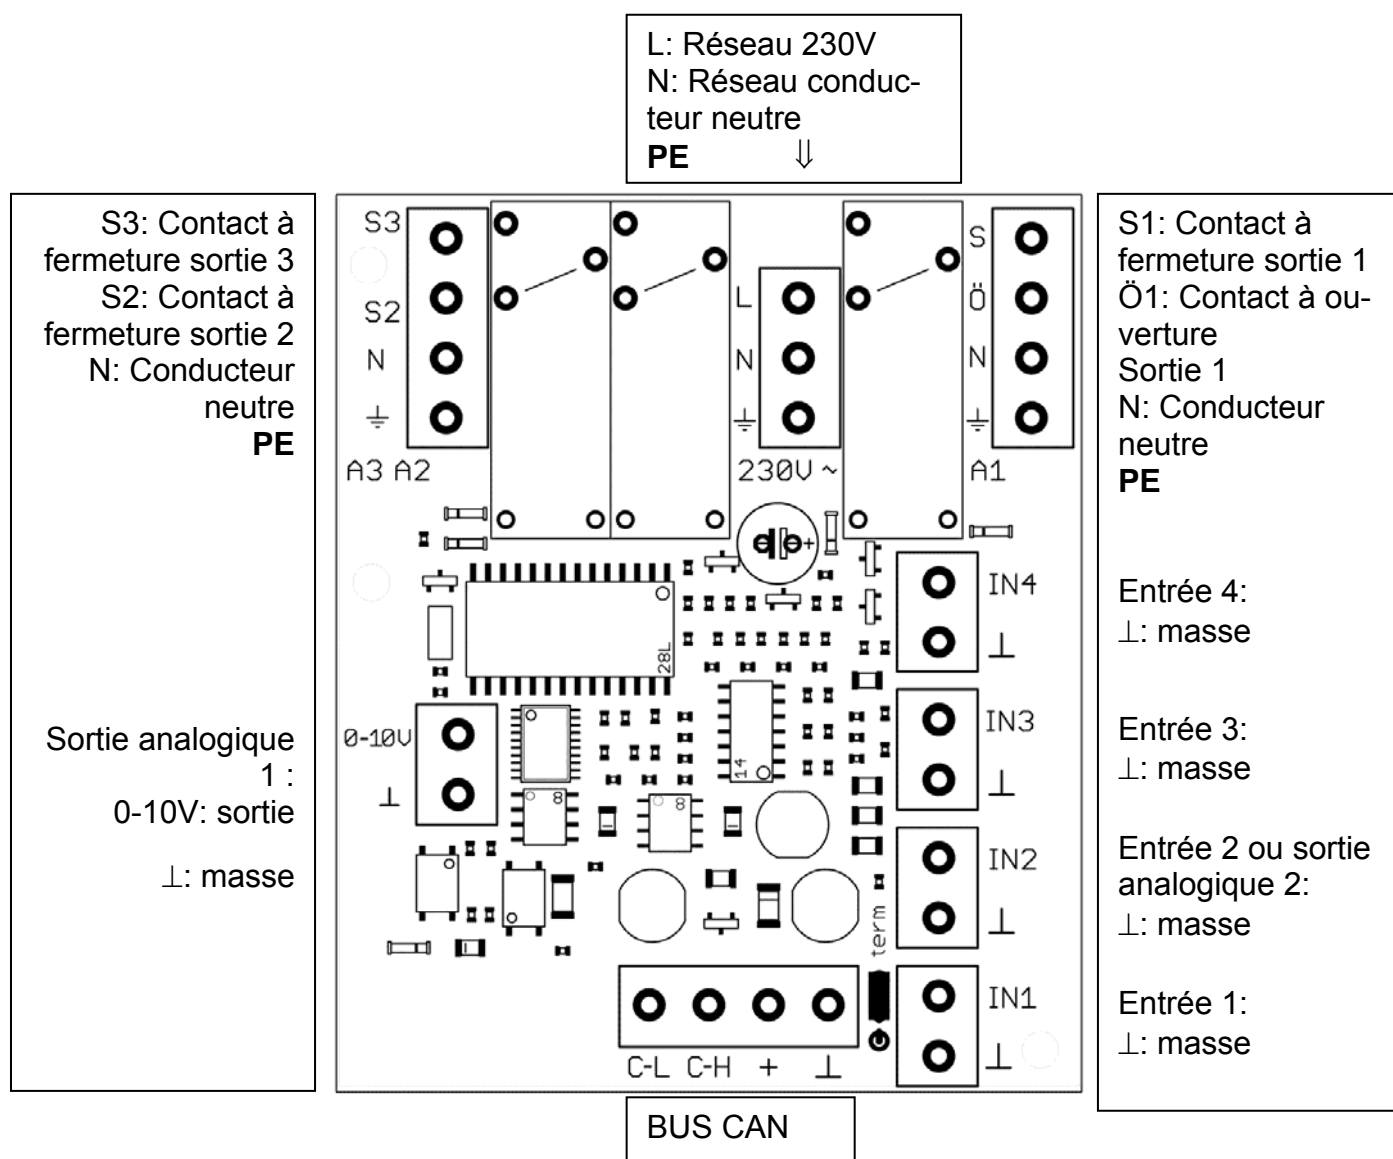 L: Réseau 230V
N: Réseau conduc-
teur neutre
PE ⇓
S3: Contact à
fermeture sortie 3
S2: Contact à
fermeture sortie 2
N: Conducteur
neutre
PE
Sortie analogique
1 :
0-10V: sortie
⊥: masse
S3
S2
N
⏚
A3 A2
L
N
⏚
230V ~
S
Ö
N
⏚
A1
+
28L
IN4
⊥
0-10V
⊥
14
IN3
⊥
8
8
IN2
⊥
term
IN1
⊥
C-L C-H + ⊥
S1: Contact à
fermeture sortie 1
Ö1: Contact à ou-
verture
Sortie 1
N: Conducteur
neutre
PE
Entrée 4:
⊥: masse
Entrée 3:
⊥: masse
Entrée 2 ou sortie
analogique 2:
⊥: masse
Entrée 1:
⊥: masse
BUS CAN